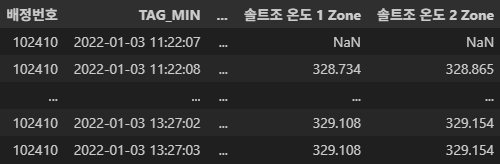 배정번호 TAG_MIN ... 솔트조 온도 1 Zone 솔트조 온도 2 Zone
102410 2022-01-03 11:22:07 ... NaN NaN
102410 2022-01-03 11:22:08 ... 328.734 328.865
... ... ... ... ...
102410 2022-01-03 13:27:02 ... 329.108 329.154
102410 2022-01-03 13:27:03 ... 329.108 329.154